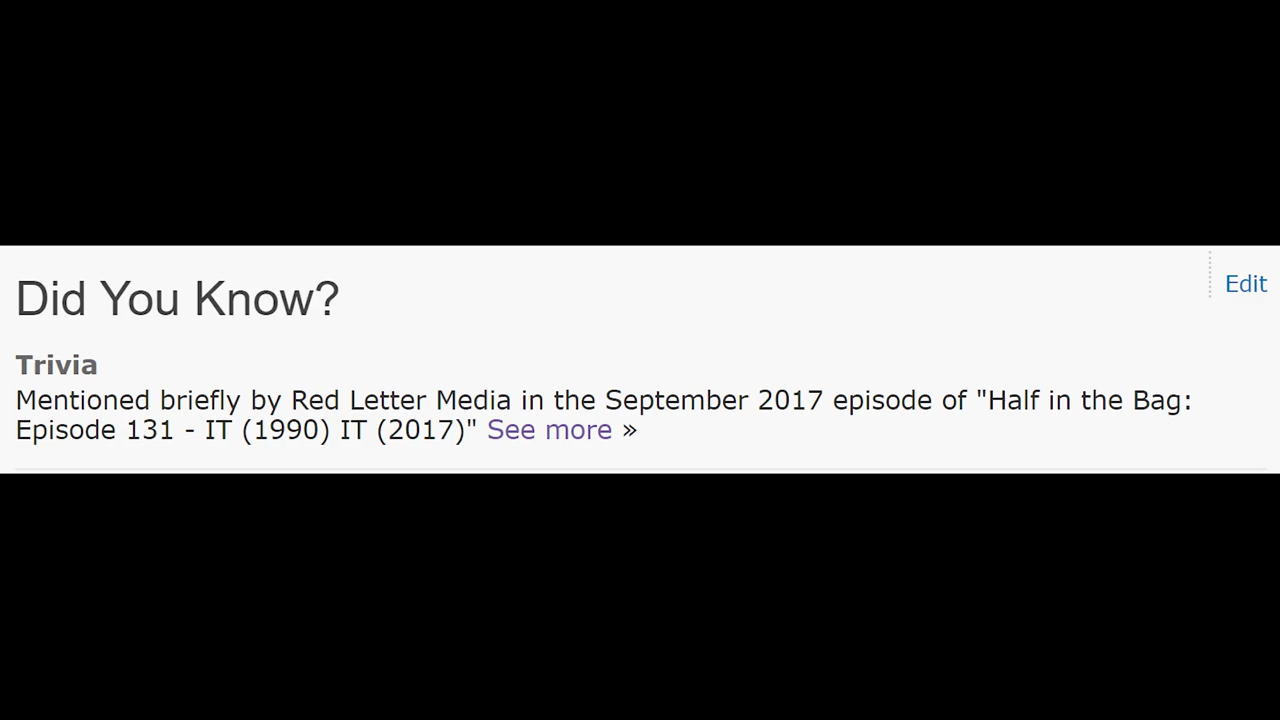 Did You Know?
Edit
Trivia
Mentioned briefly by Red Letter Media in the September 2017 episode of "Half in the Bag:
Episode 131 - IT (1990) IT (2017)" See more »